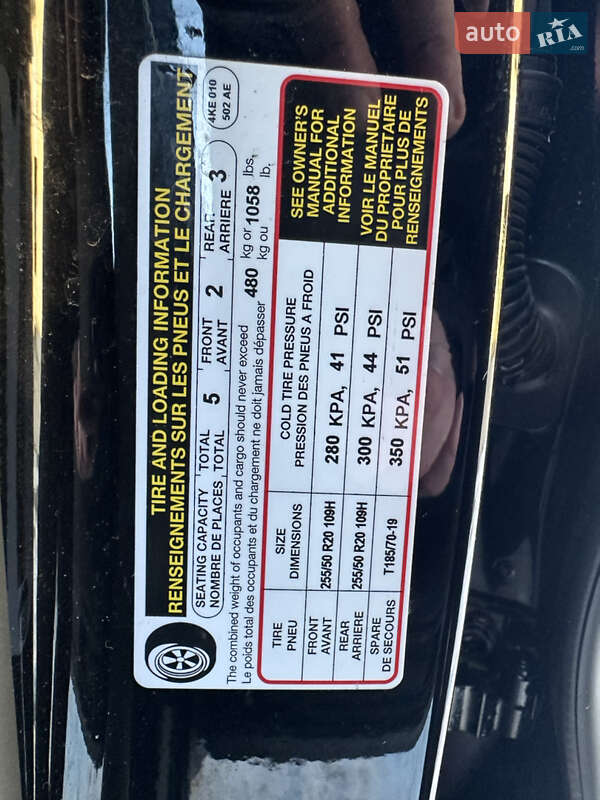 auto RIA .com
TIRE AND LOADING INFORMATION
RENSEIGNEMENTS SUR LES PNEUS ET LE CHARGEMENT
SEATING CAPACITY TOTAL 5 FRONT 2 REAR 3
NOMBRE DE PLACES, TOTAL AVANT ARRIERE
4KE 010
502 AE
The combined weight of occupants and cargo should never exceed 480 kg or 1058 lbs.
Le poids total des occupants et du chargement ne doit jamais dépasser kg ou lb.
TIRE SIZE COLD TIRE PRESSURE
PNEU DIMENSIONS PRESSION DES PNEUS A FROID
FRONT 255/50 R20 109H 280 KPA, 41 PSI
AVANT
REAR 255/50 R20 109H 300 KPA, 44 PSI
ARRIERE
SPARE T185/70-19 350 KPA, 51 PSI
DE SECOURS
SEE OWNER'S
MANUAL FOR
ADDITIONAL
INFORMATION
VOIR LE MANUEL
DU PROPRIETAIRE
POUR PLUS DE
RENSEIGNEMENTS